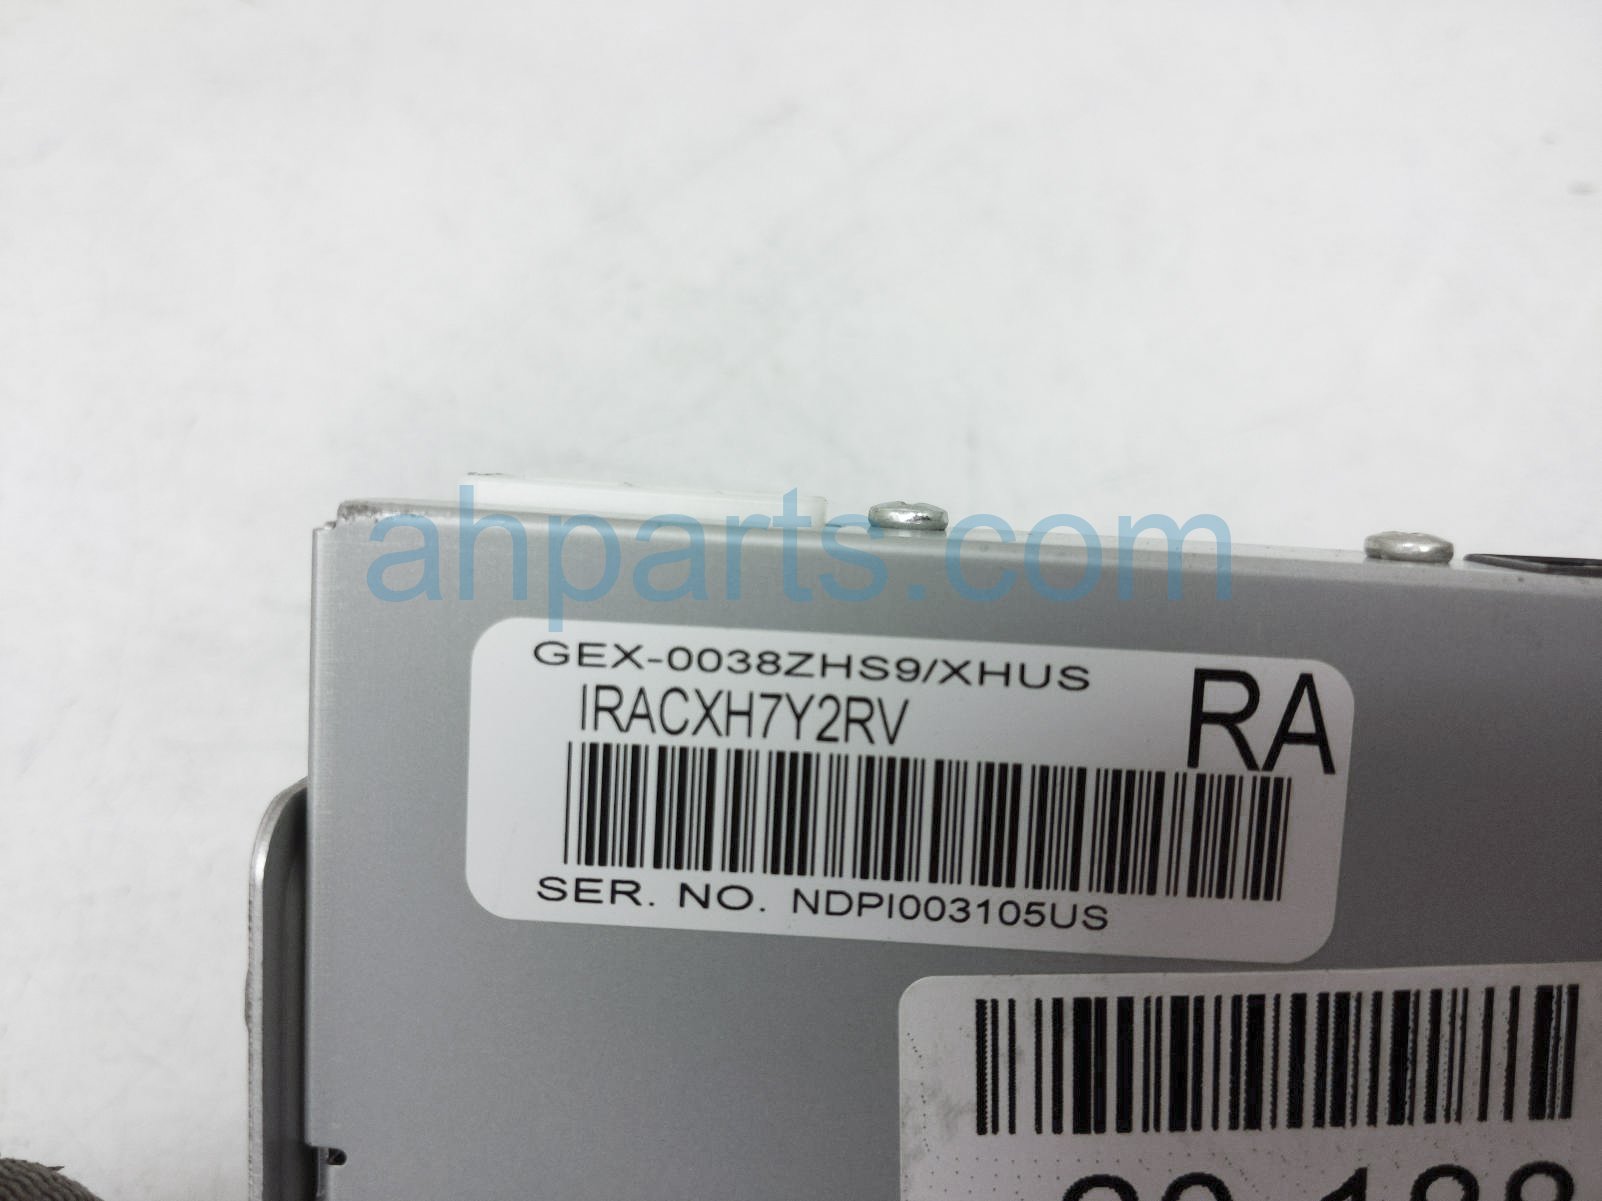 ahparts.com
GEX-0038ZHS9/XHUS
IRACXH7Y2RV
RA
SER. NO. NDPI003105US